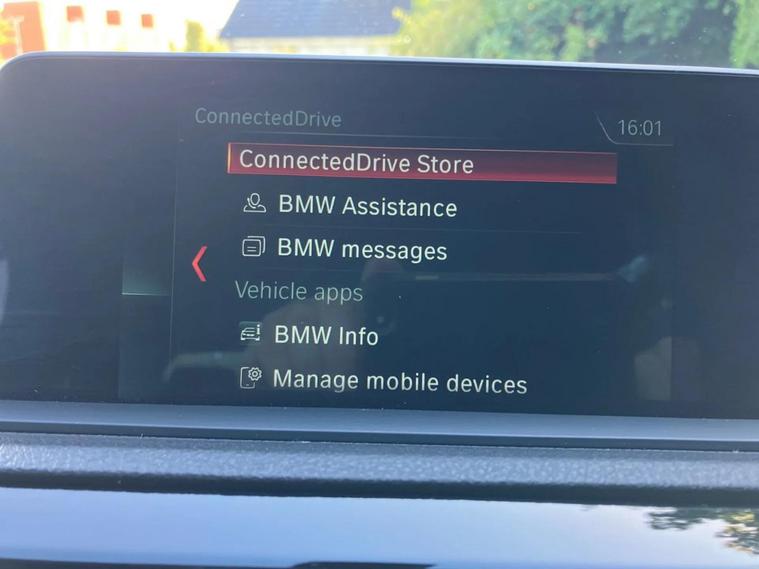 ConnectedDrive
16:01
ConnectedDrive Store
BMW Assistance
BMW messages
Vehicle apps
BMW Info
Manage mobile devices